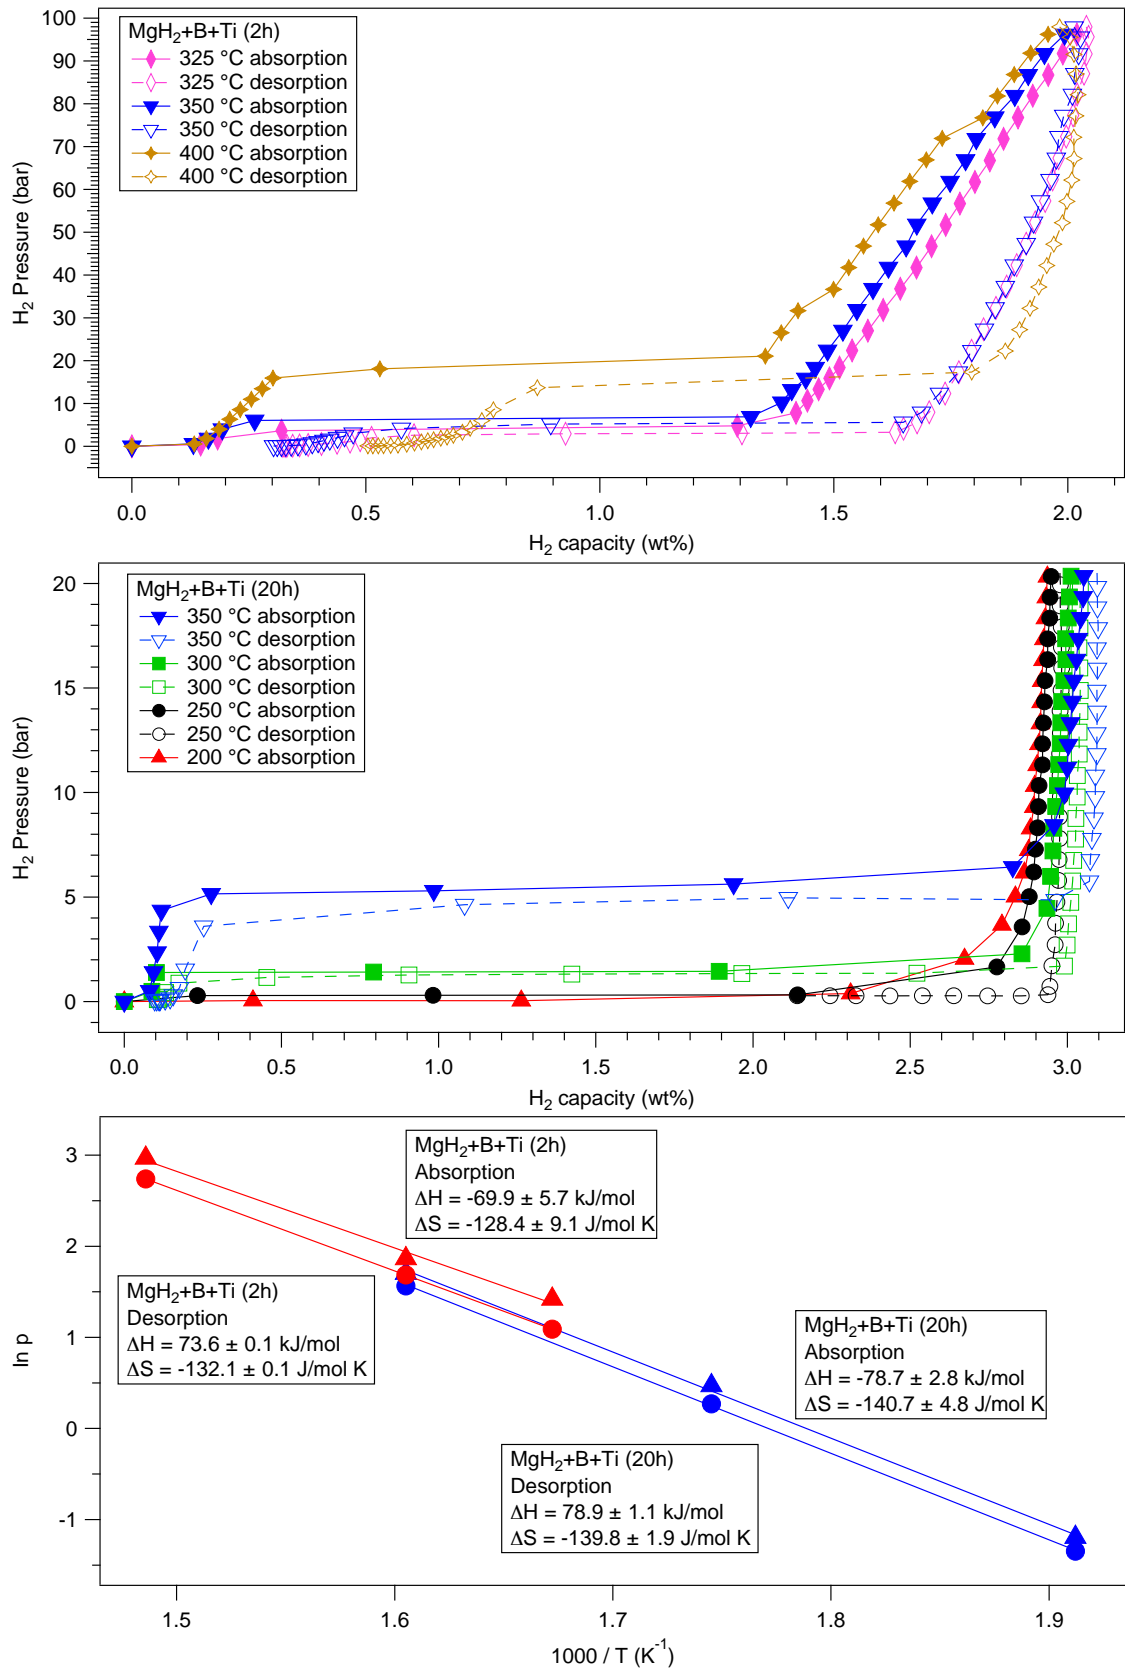 MgH₂+B+Ti (2h)
325 °C absorption
325 °C desorption
350 °C absorption
350 °C desorption
400 °C absorption
400 °C desorption
100
90
80
70
60
50
40
30
20
10
0
H₂ Pressure (bar)
0.0 0.5 1.0 1.5 2.0
H₂ capacity (wt%)
MgH₂+B+Ti (20h)
350 °C absorption
350 °C desorption
300 °C absorption
300 °C desorption
250 °C absorption
250 °C desorption
200 °C absorption
20
15
10
5
0
H₂ Pressure (bar)
0.0 0.5 1.0 1.5 2.0 2.5 3.0
H₂ capacity (wt%)
MgH₂+B+Ti (2h)
Absorption
ΔH = -69.9 ± 5.7 kJ/mol
ΔS = -128.4 ± 9.1 J/mol K
MgH₂+B+Ti (2h)
Desorption
ΔH = 73.6 ± 0.1 kJ/mol
ΔS = -132.1 ± 0.1 J/mol K
MgH₂+B+Ti (20h)
Absorption
ΔH = -78.7 ± 2.8 kJ/mol
ΔS = -140.7 ± 4.8 J/mol K
MgH₂+B+Ti (20h)
Desorption
ΔH = 78.9 ± 1.1 kJ/mol
ΔS = -139.8 ± 1.9 J/mol K
3
2
1
0
-1
ln p
1.5 1.6 1.7 1.8 1.9
1000 / T (K⁻¹)